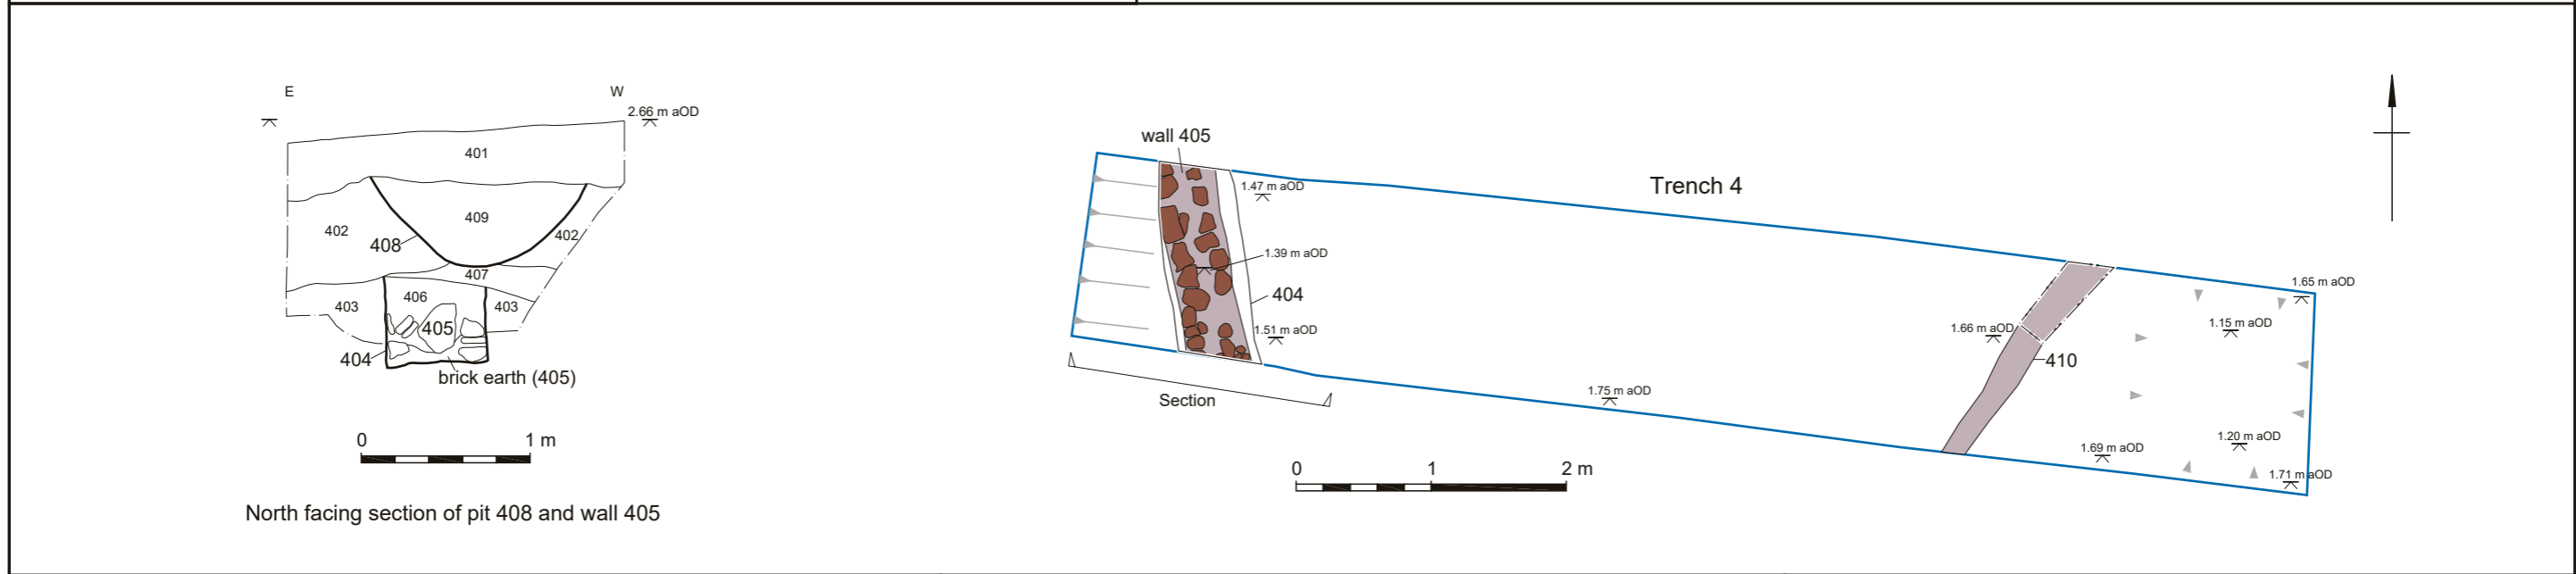 E W
2.66 m aOD
401
409
402
408
402
407
403
406
403
405
404
brick earth (405)
0 1 m
North facing section of pit 408 and wall 405
wall 405
Trench 4
1.47 m aOD
1.39 m aOD
404
1.51 m aOD
Section
1.75 m aOD
0 1 2 m
1.65 m aOD
1.15 m aOD
1.66 m aOD
410
1.20 m aOD
1.69 m aOD
1.71 m aOD